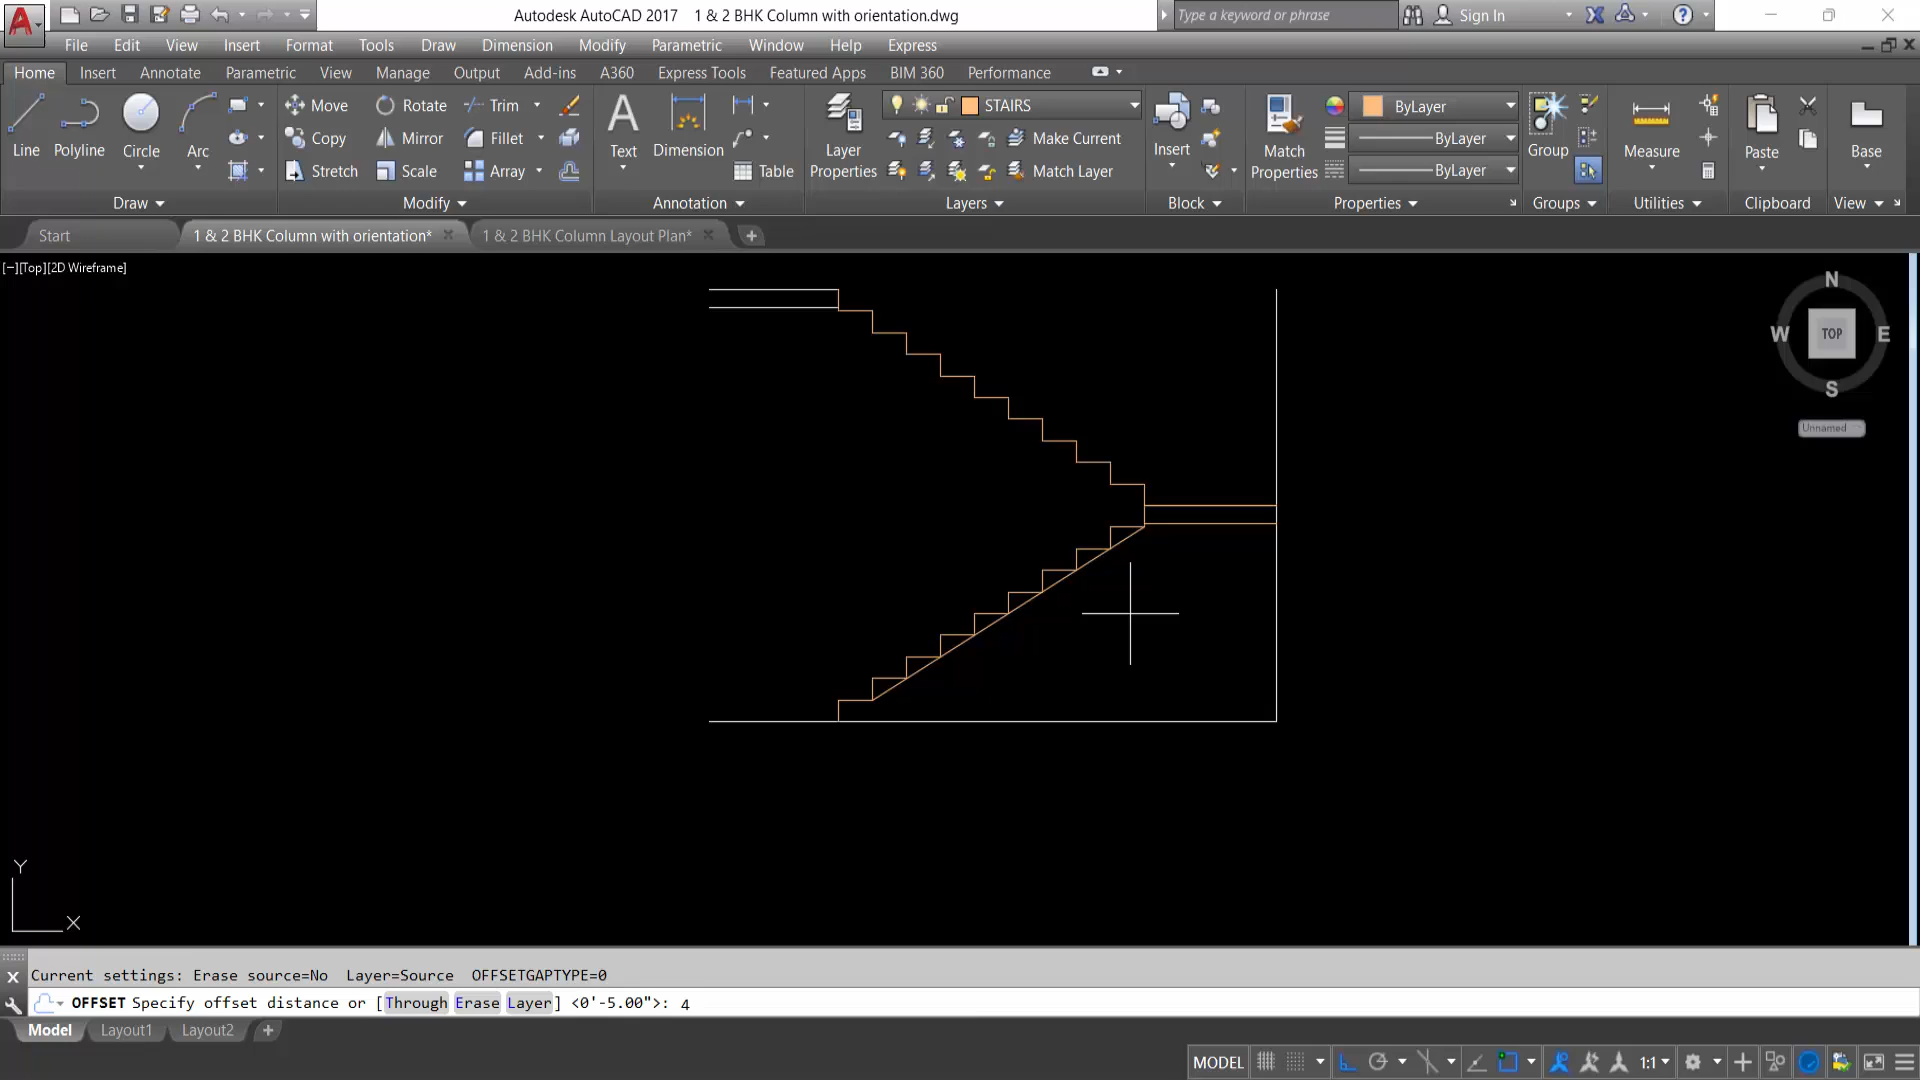 Autodesk AutoCAD 2017 1 & 2 BHK Column with orientation.dwg
Type a keyword or phrase
Sign In
File Edit View Insert Format Tools Draw Dimension Modify Parametric Window Help Express
Home Insert Annotate Parametric View Manage Output Add-ins A360 Express Tools Featured Apps BIM 360 Performance
Line Polyline Circle Arc
Move Rotate Trim
Copy Mirror Fillet
Stretch Scale Array
Text Dimension Table
Layer Properties
STAIRS
Make Current
Match Layer
Insert
Match Properties
ByLayer
ByLayer
ByLayer
Group Measure Paste Base
Draw Modify Annotation Layers Block Properties Groups Utilities Clipboard View
Start 1 & 2 BHK Column with orientation* 1 & 2 BHK Column Layout Plan*
[−][Top][2D Wireframe]
N
W TOP E
S
Unnamed
Y
X
Current settings: Erase source=No Layer=Source OFFSETGAPTYPE=0
OFFSET Specify offset distance or [Through Erase Layer] <0'-5.00">: 4
Model Layout1 Layout2 +
MODEL 1:1